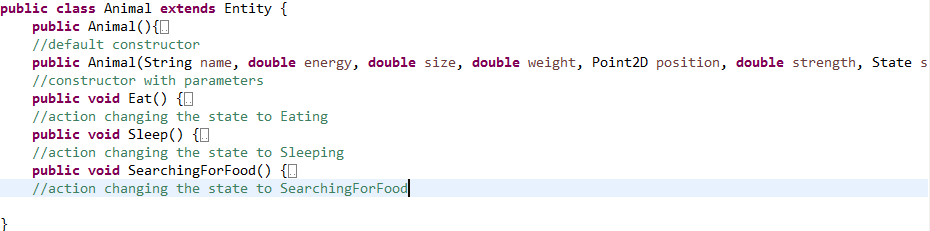 public class Animal extends Entity {
public Animal(){
//default constructor
public Animal(String name, double energy, double size, double weight, Point2D position, double strength, State s
//constructor with parameters
public void Eat() {
//action changing the state to Eating
public void Sleep() {
//action changing the state to Sleeping
public void SearchingForFood() {
//action changing the state to SearchingForFood
}